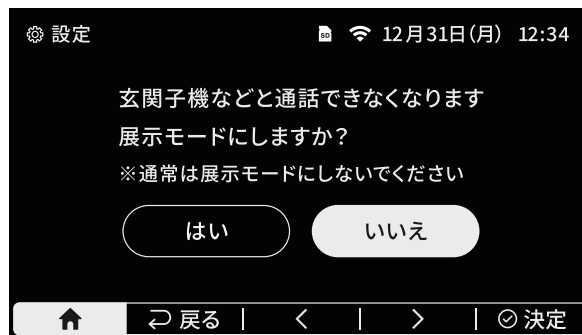 設定 SD 12月31日(月) 12:34
玄関子機などと通話できなくなります
展示モードにしますか?
※通常は展示モードにしないでください
はい いいえ
戻る 決定